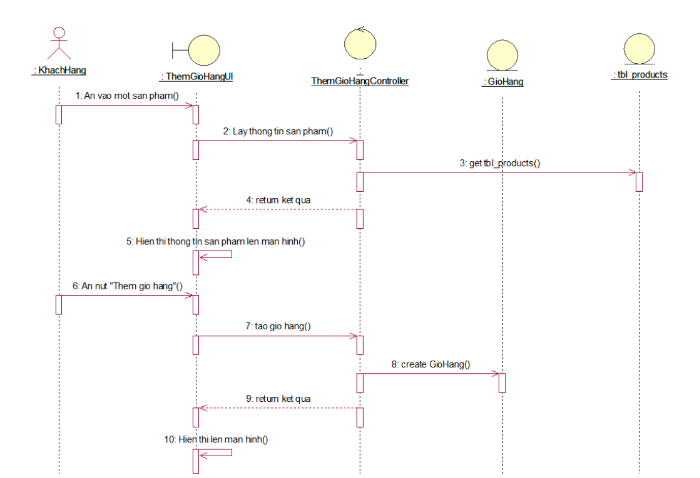 : KhachHang
: ThemGioHangUI
:
ThemGioHangController
: GioHang
: tbl_products
1: An vao mot san pham()
2: Lay thong tin san pham()
3: get tbl_products()
4: return ket qua
5: Hien thi thong tin san pham len man hinh()
6: An nut "Them gio hang"()
7: tao gio hang()
8: create GioHang()
9: return ket qua
10: Hien thi len man hinh()